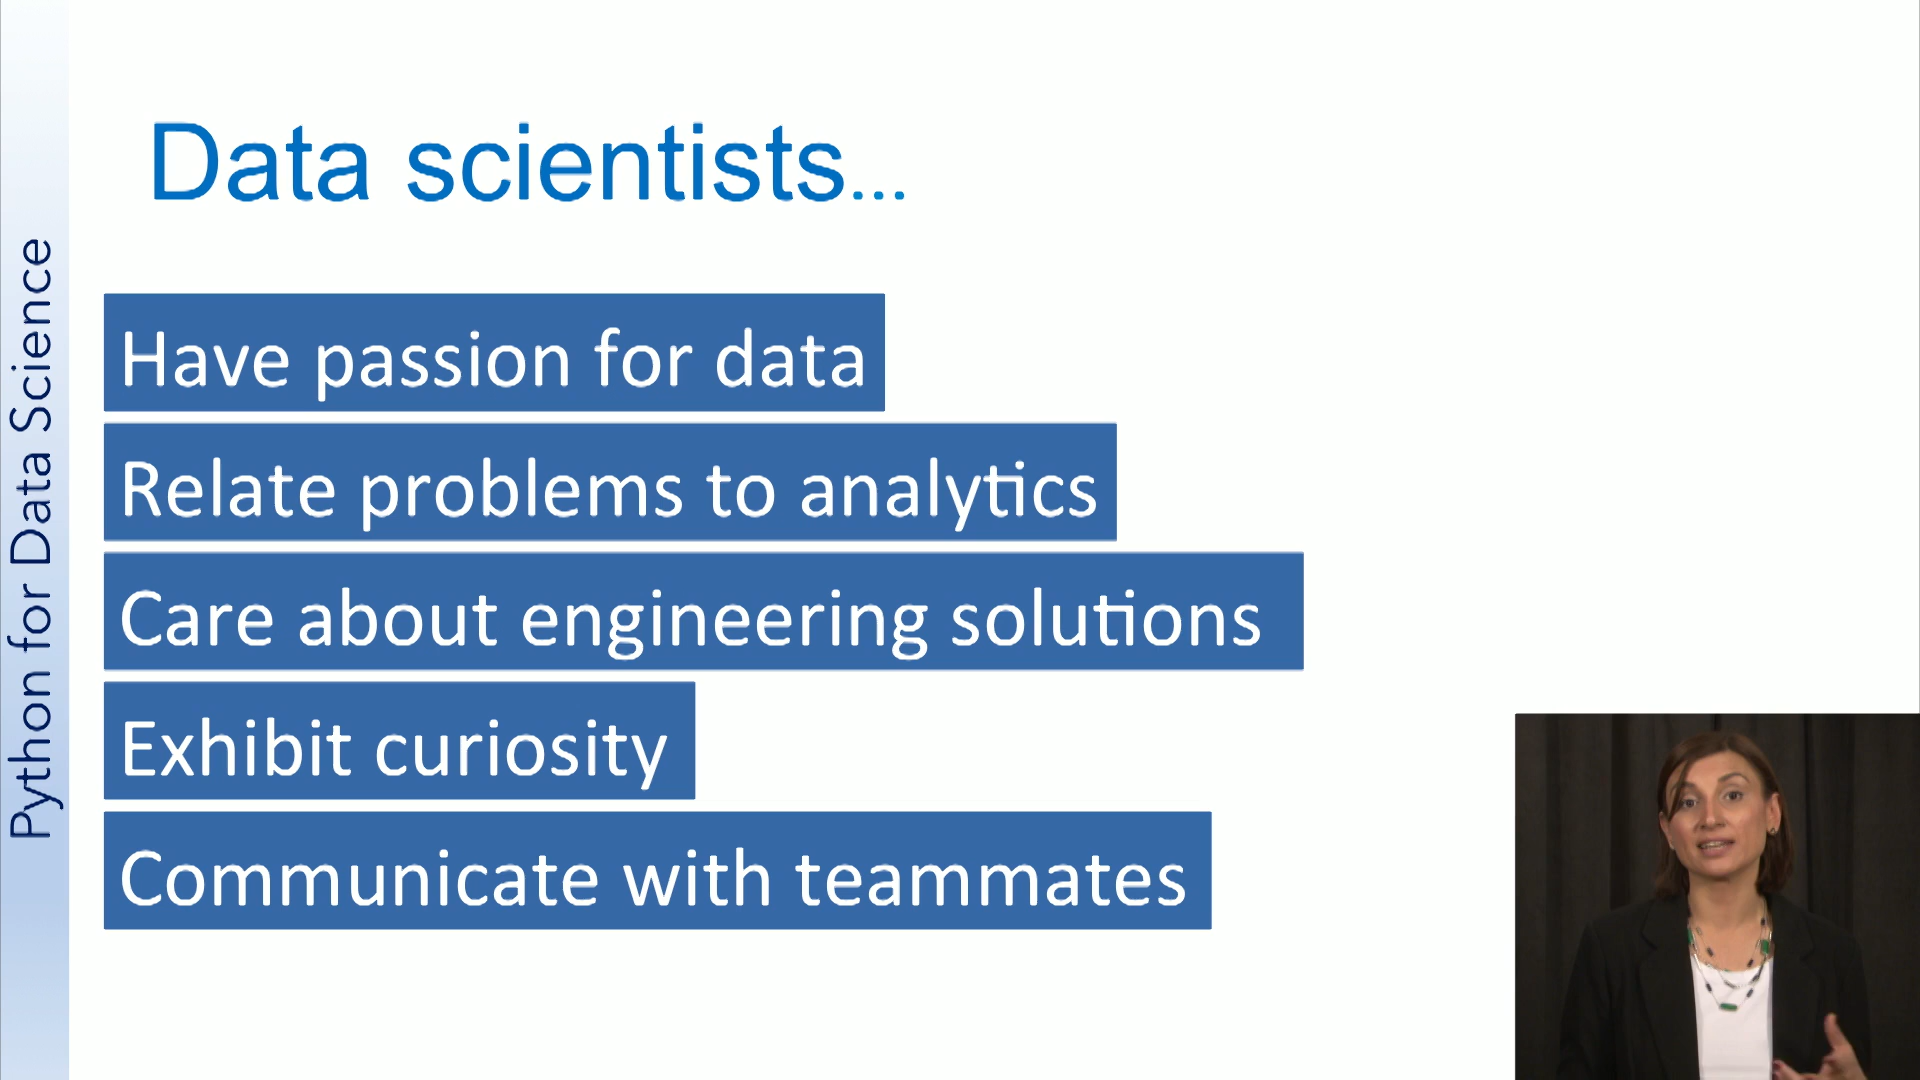 Data scientists...
Have passion for data
Relate problems to analytics
Care about engineering solutions
Exhibit curiosity
Communicate with teammates
Python for Data Science